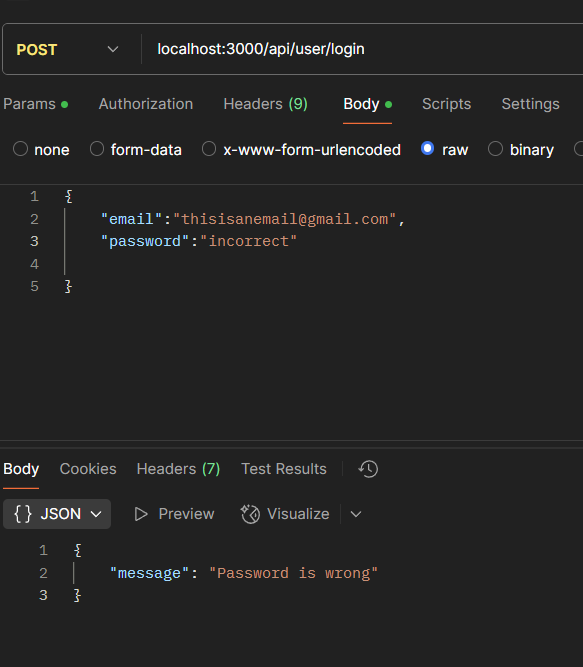 POST localhost:3000/api/user/login
Params Authorization Headers (9) Body Scripts Settings
none form-data x-www-form-urlencoded raw binary
1 {
2 "email":"thisisanemail@gmail.com",
3 "password":"incorrect"
4
5 }
Body Cookies Headers (7) Test Results
{ } JSON Preview Visualize
1 {
2 "message": "Password is wrong"
3 }